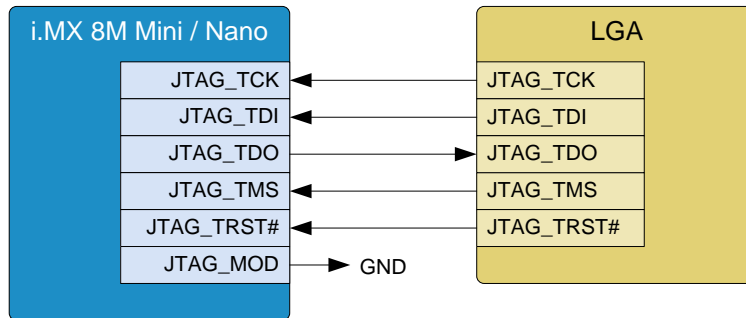 i.MX 8M Mini / Nano
JTAG_TCK
JTAG_TDI
JTAG_TDO
JTAG_TMS
JTAG_TRST#
JTAG_MOD
GND
LGA
JTAG_TCK
JTAG_TDI
JTAG_TDO
JTAG_TMS
JTAG_TRST#